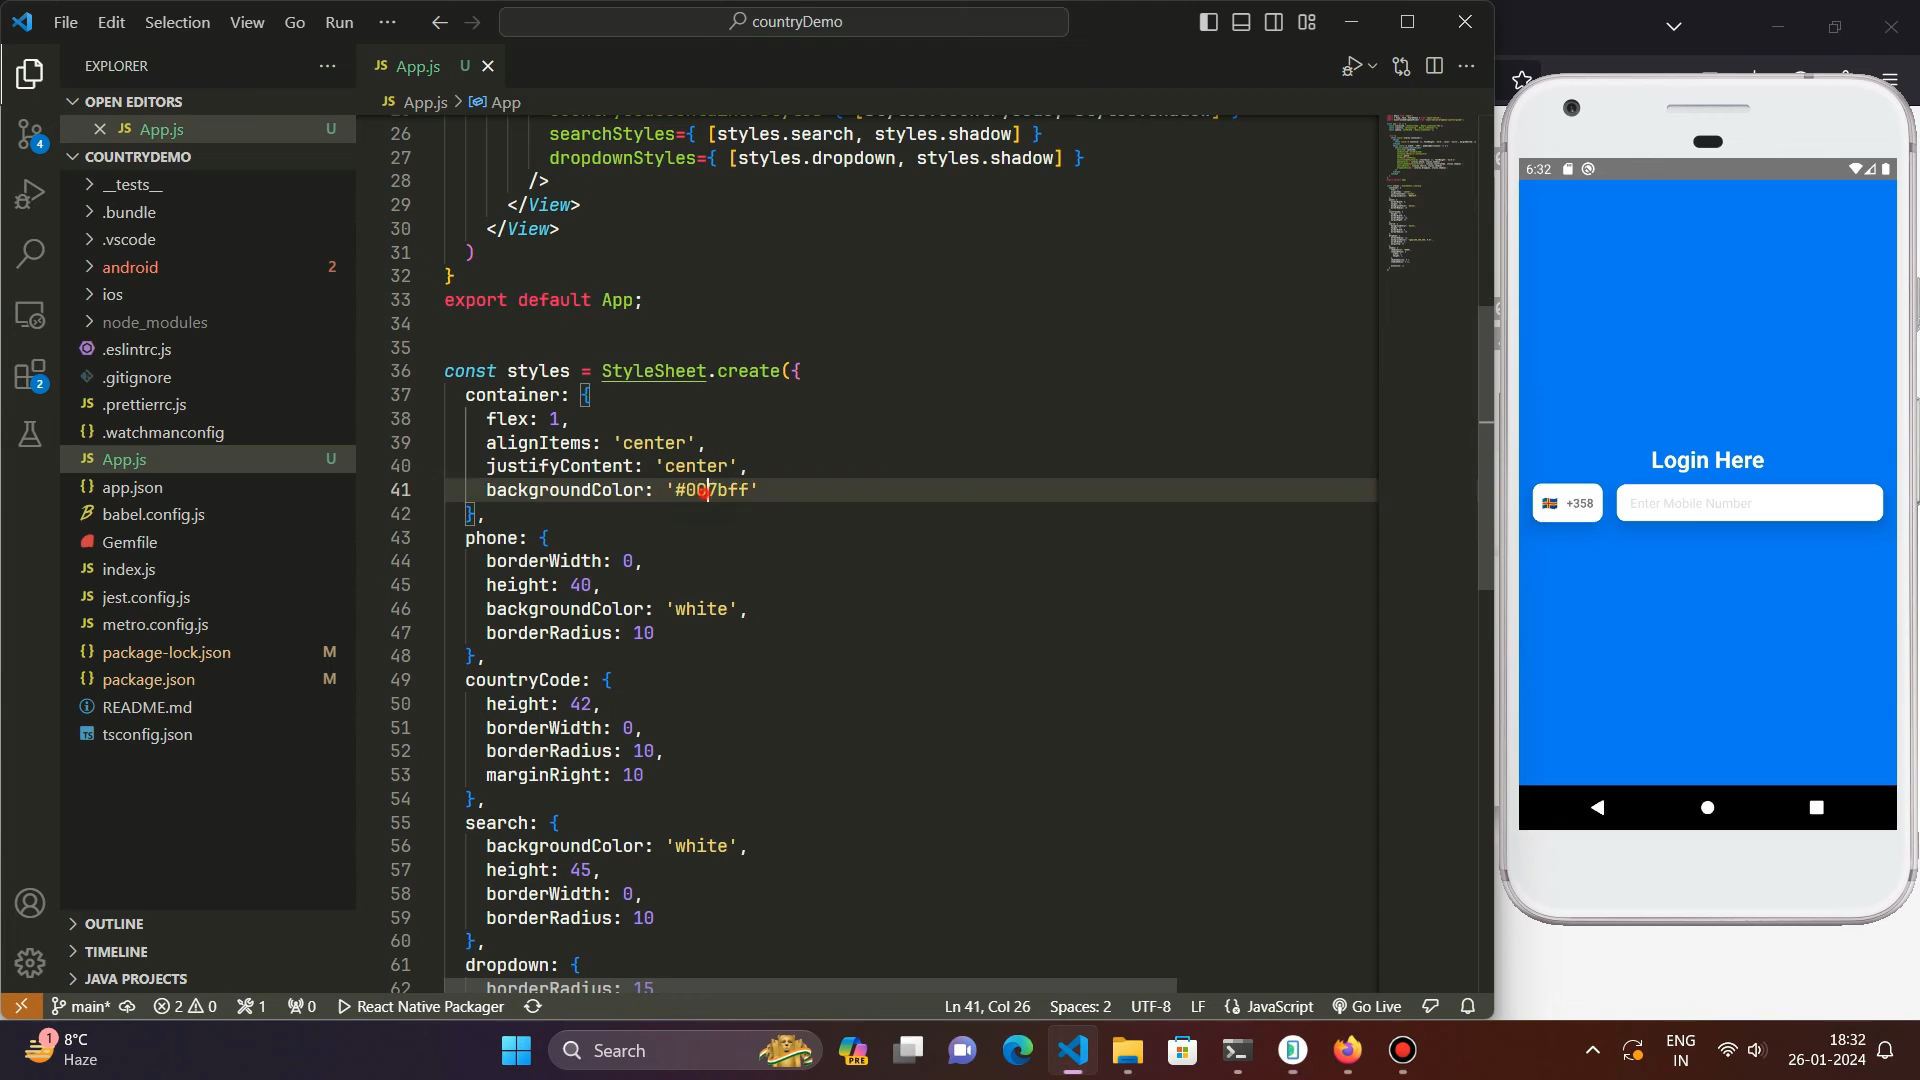 File Edit Selection View Go Run ··· countryDemo
EXPLORER
OPEN EDITORS
App.js U
COUNTRYDEMO
__tests__
.bundle
.vscode
android 2
ios
node_modules
.eslintrc.js
.gitignore
.prettierrc.js
.watchmanconfig
App.js U
app.json
babel.config.js
Gemfile
index.js
jest.config.js
metro.config.js
package-lock.json M
package.json M
README.md
tsconfig.json
OUTLINE
TIMELINE
JAVA PROJECTS
JS App.js U
JS App.js > App
26 searchStyles={ [styles.search, styles.shadow] }
27 dropdownStyles={ [styles.dropdown, styles.shadow] }
28 />
29 </View>
30 </View>
31 )
32 }
33 export default App;
34
35
36 const styles = StyleSheet.create({
37 container: {
38 flex: 1,
39 alignItems: 'center',
40 justifyContent: 'center',
41 backgroundColor: '#007bff'
42 },
43 phone: {
44 borderWidth: 0,
45 height: 40,
46 backgroundColor: 'white',
47 borderRadius: 10
48 },
49 countryCode: {
50 height: 42,
51 borderWidth: 0,
52 borderRadius: 10,
53 marginRight: 10
54 },
55 search: {
56 backgroundColor: 'white',
57 height: 45,
58 borderWidth: 0,
59 borderRadius: 10
60 },
61 dropdown: {
62 borderRadius: 15
6:32
Login Here
+358 Enter Mobile Number
main* 2 0 1 0 React Native Packager Ln 41, Col 26 Spaces: 2 UTF-8 LF {} JavaScript Go Live
1 8°C
Haze
Search
PRE
ENG
IN
18:32
26-01-2024